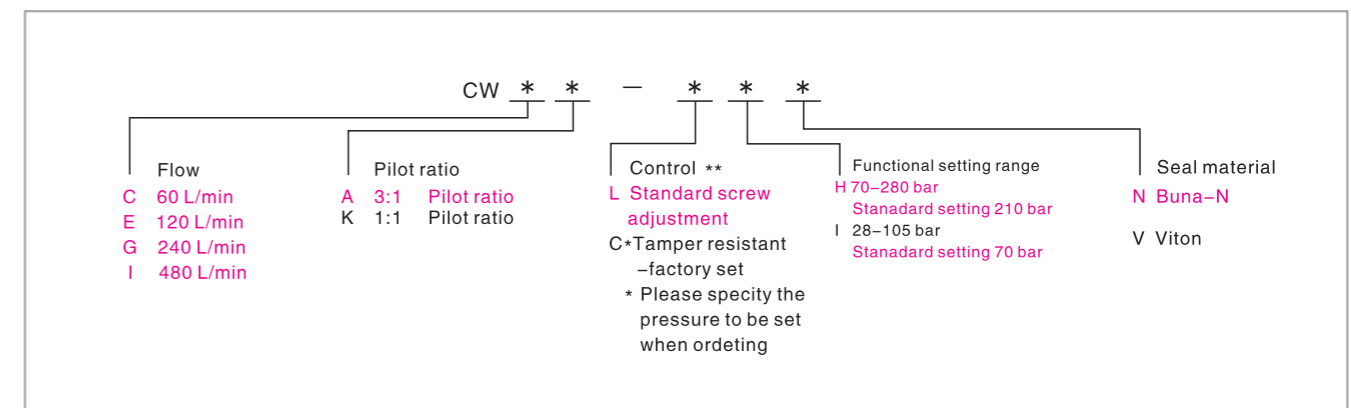 CW * * – * * *
Flow
C 60 L/min
E 120 L/min
G 240 L/min
I 480 L/min
Pilot ratio
A 3:1 Pilot ratio
K 1:1 Pilot ratio
Control **
L Standard screw
adjustment
C*Tamper resistant
–factory set
* Please specity the
pressure to be set
when ordeting
Functional setting range
H 70–280 bar
Stanadard setting 210 bar
I 28–105 bar
Stanadard setting 70 bar
Seal material
N Buna–N
V Viton